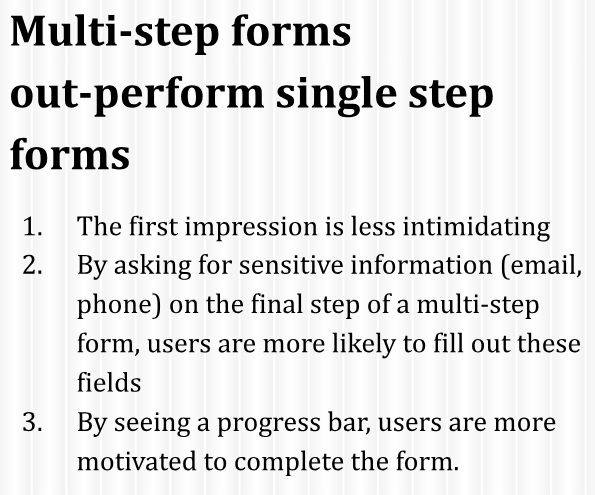 Multi-step forms
out-perform single step
forms
1. The first impression is less intimidating
2. By asking for sensitive information (email,
phone) on the final step of a multi-step
form, users are more likely to fill out these
fields
3. By seeing a progress bar, users are more
motivated to complete the form.